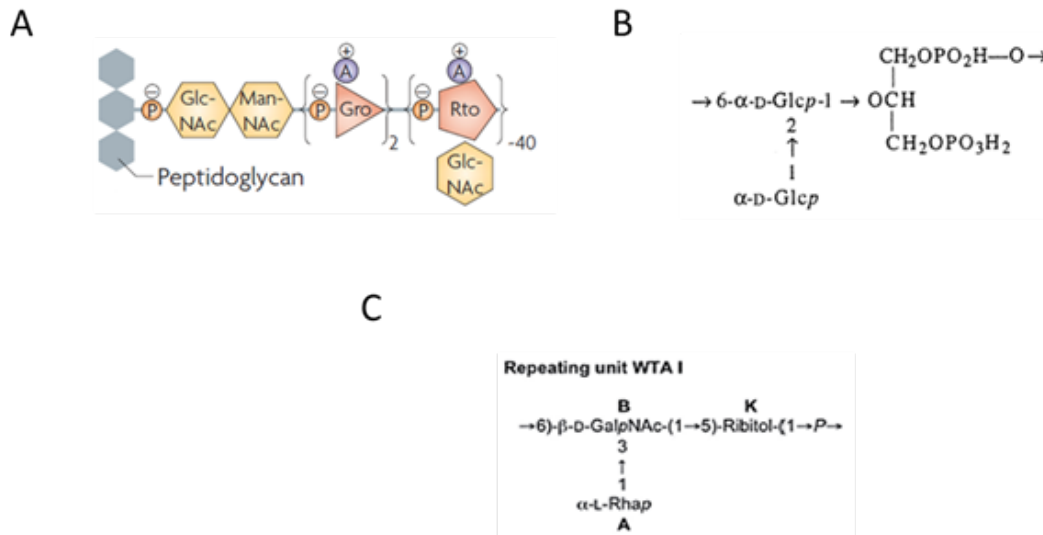 A
B
C
Glc-
NAc
Man-
NAc
P
Gro
A
2
P
Rto
A
Glc-
NAc
-40
Peptidoglycan
CH₂OPO₂H—O→
→6-α-D-Glcp-1 → OCH
2
↑
1
α-D-Glcp
CH₂OPO₃H₂
Repeating unit WTA I
B K
→6)-β-D-GalpNAc-(1→5)-Ribitol-(1→P→
3
↑
1
α-L-Rhap
A